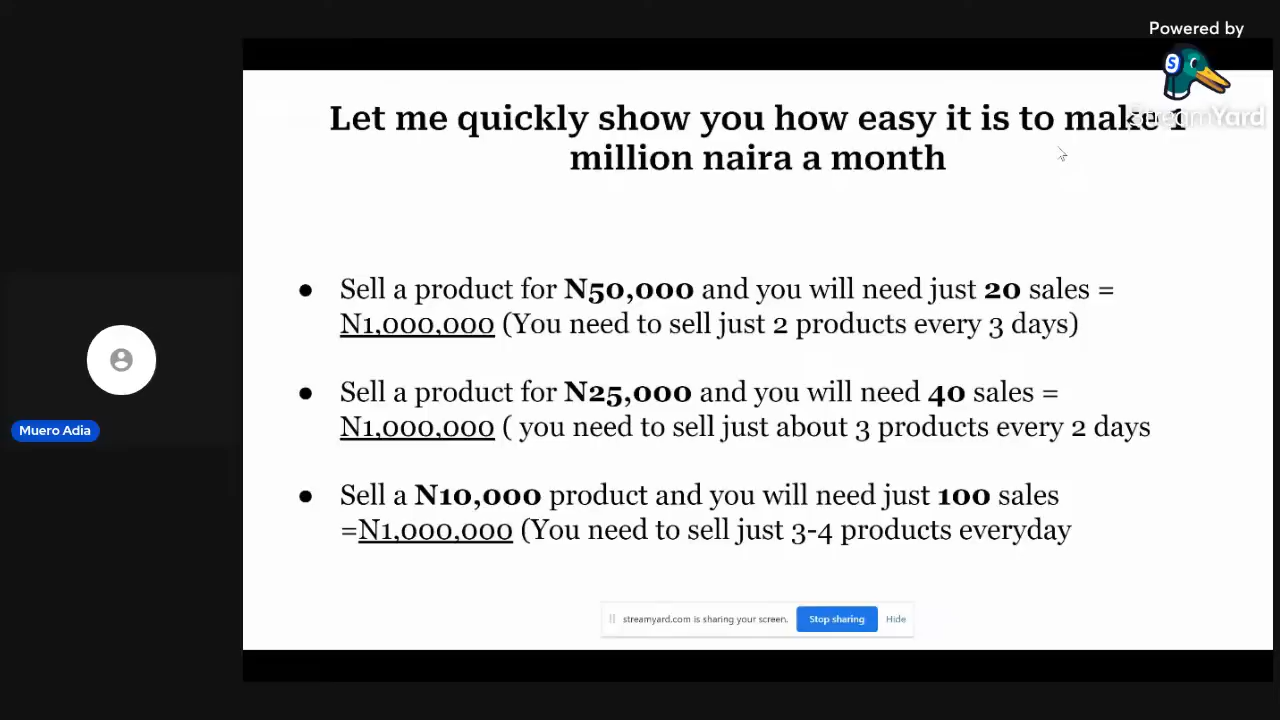 Powered by
StreamYard
Let me quickly show you how easy it is to make 1
million naira a month
● Sell a product for N50,000 and you will need just 20 sales =
N1,000,000 (You need to sell just 2 products every 3 days)
● Sell a product for N25,000 and you will need 40 sales =
N1,000,000 ( you need to sell just about 3 products every 2 days
● Sell a N10,000 product and you will need just 100 sales
=N1,000,000 (You need to sell just 3-4 products everyday
Muero Adia
streamyard.com is sharing your screen. Stop sharing Hide